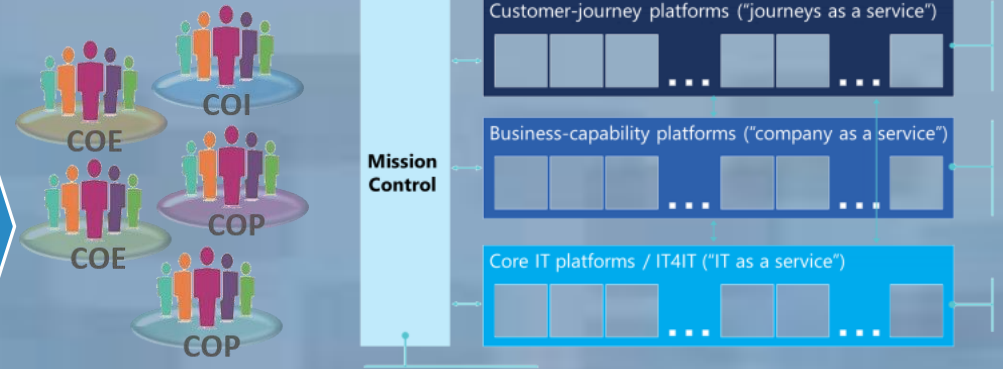 COI
COE
COP
COE
COP
Mission
Control
Customer-journey platforms (“journeys as a service”)
Business-capability platforms (“company as a service”)
Core IT platforms / IT4IT (“IT as a service”)